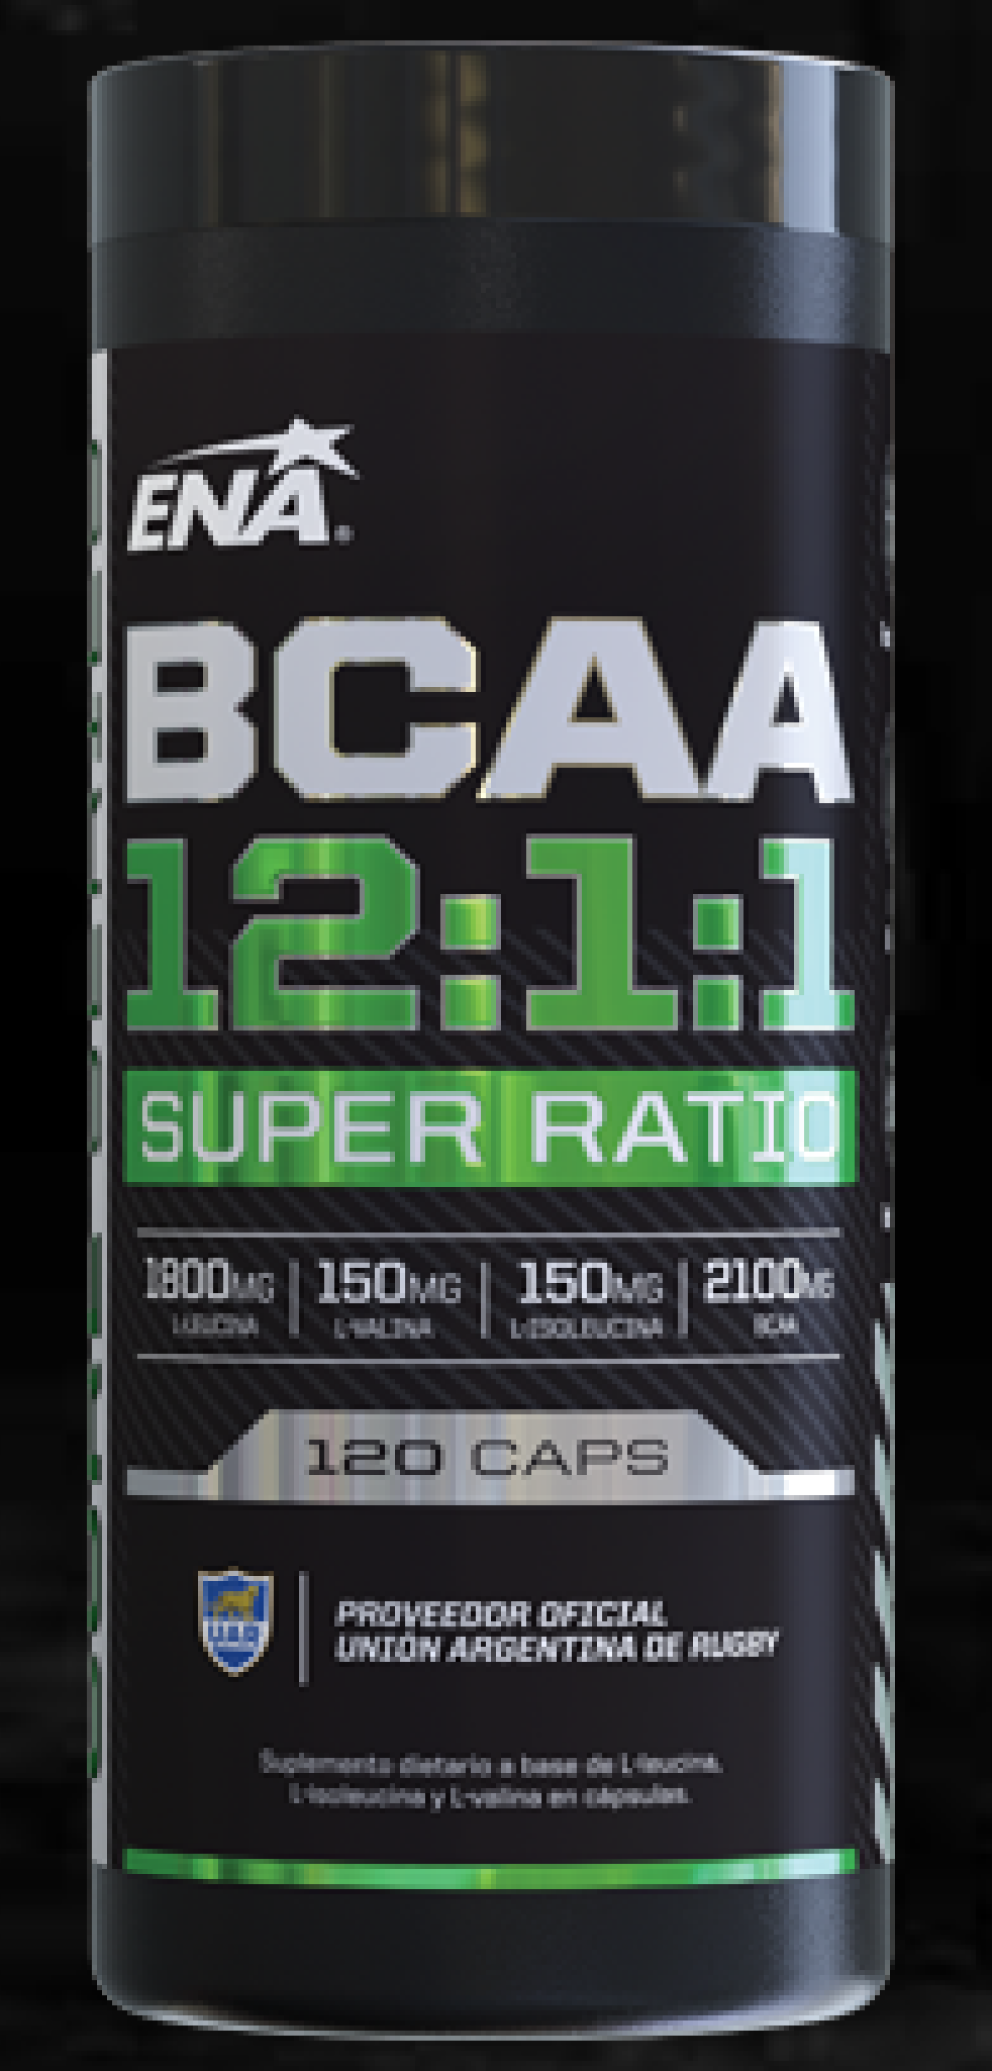 ENA®
BCAA
12:1:1
SUPER RATIO
1800MG 150MG 150MG 2100MG
L-LEUCINA L-VALINA L-ISOLEUCINA BCAA
120 CAPS
UAR
PROVEEDOR OFICIAL
UNIÓN ARGENTINA DE RUGBY
Suplemento dietario a base de L-leucina,
L-isoleucina y L-valina en cápsulas.